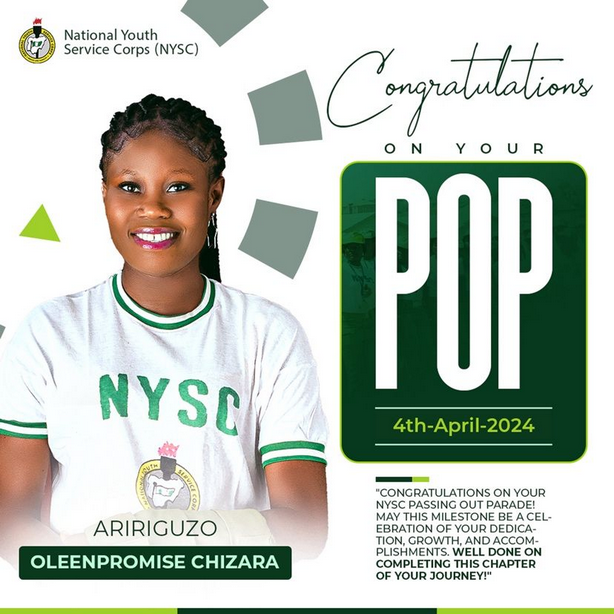 National Youth
Service Corps (NYSC)
Congratulations
ON YOUR
POP
4th-April-2024
NYSC
ARIRIGUZO
OLEENPROMISE CHIZARA
"CONGRATULATIONS ON YOUR
NYSC PASSING OUT PARADE!
MAY THIS MILESTONE BE A CEL-
EBRATION OF YOUR DEDICA-
TION, GROWTH, AND ACCOM-
PLISHMENTS. WELL DONE ON
COMPLETING THIS CHAPTER
OF YOUR JOURNEY!"